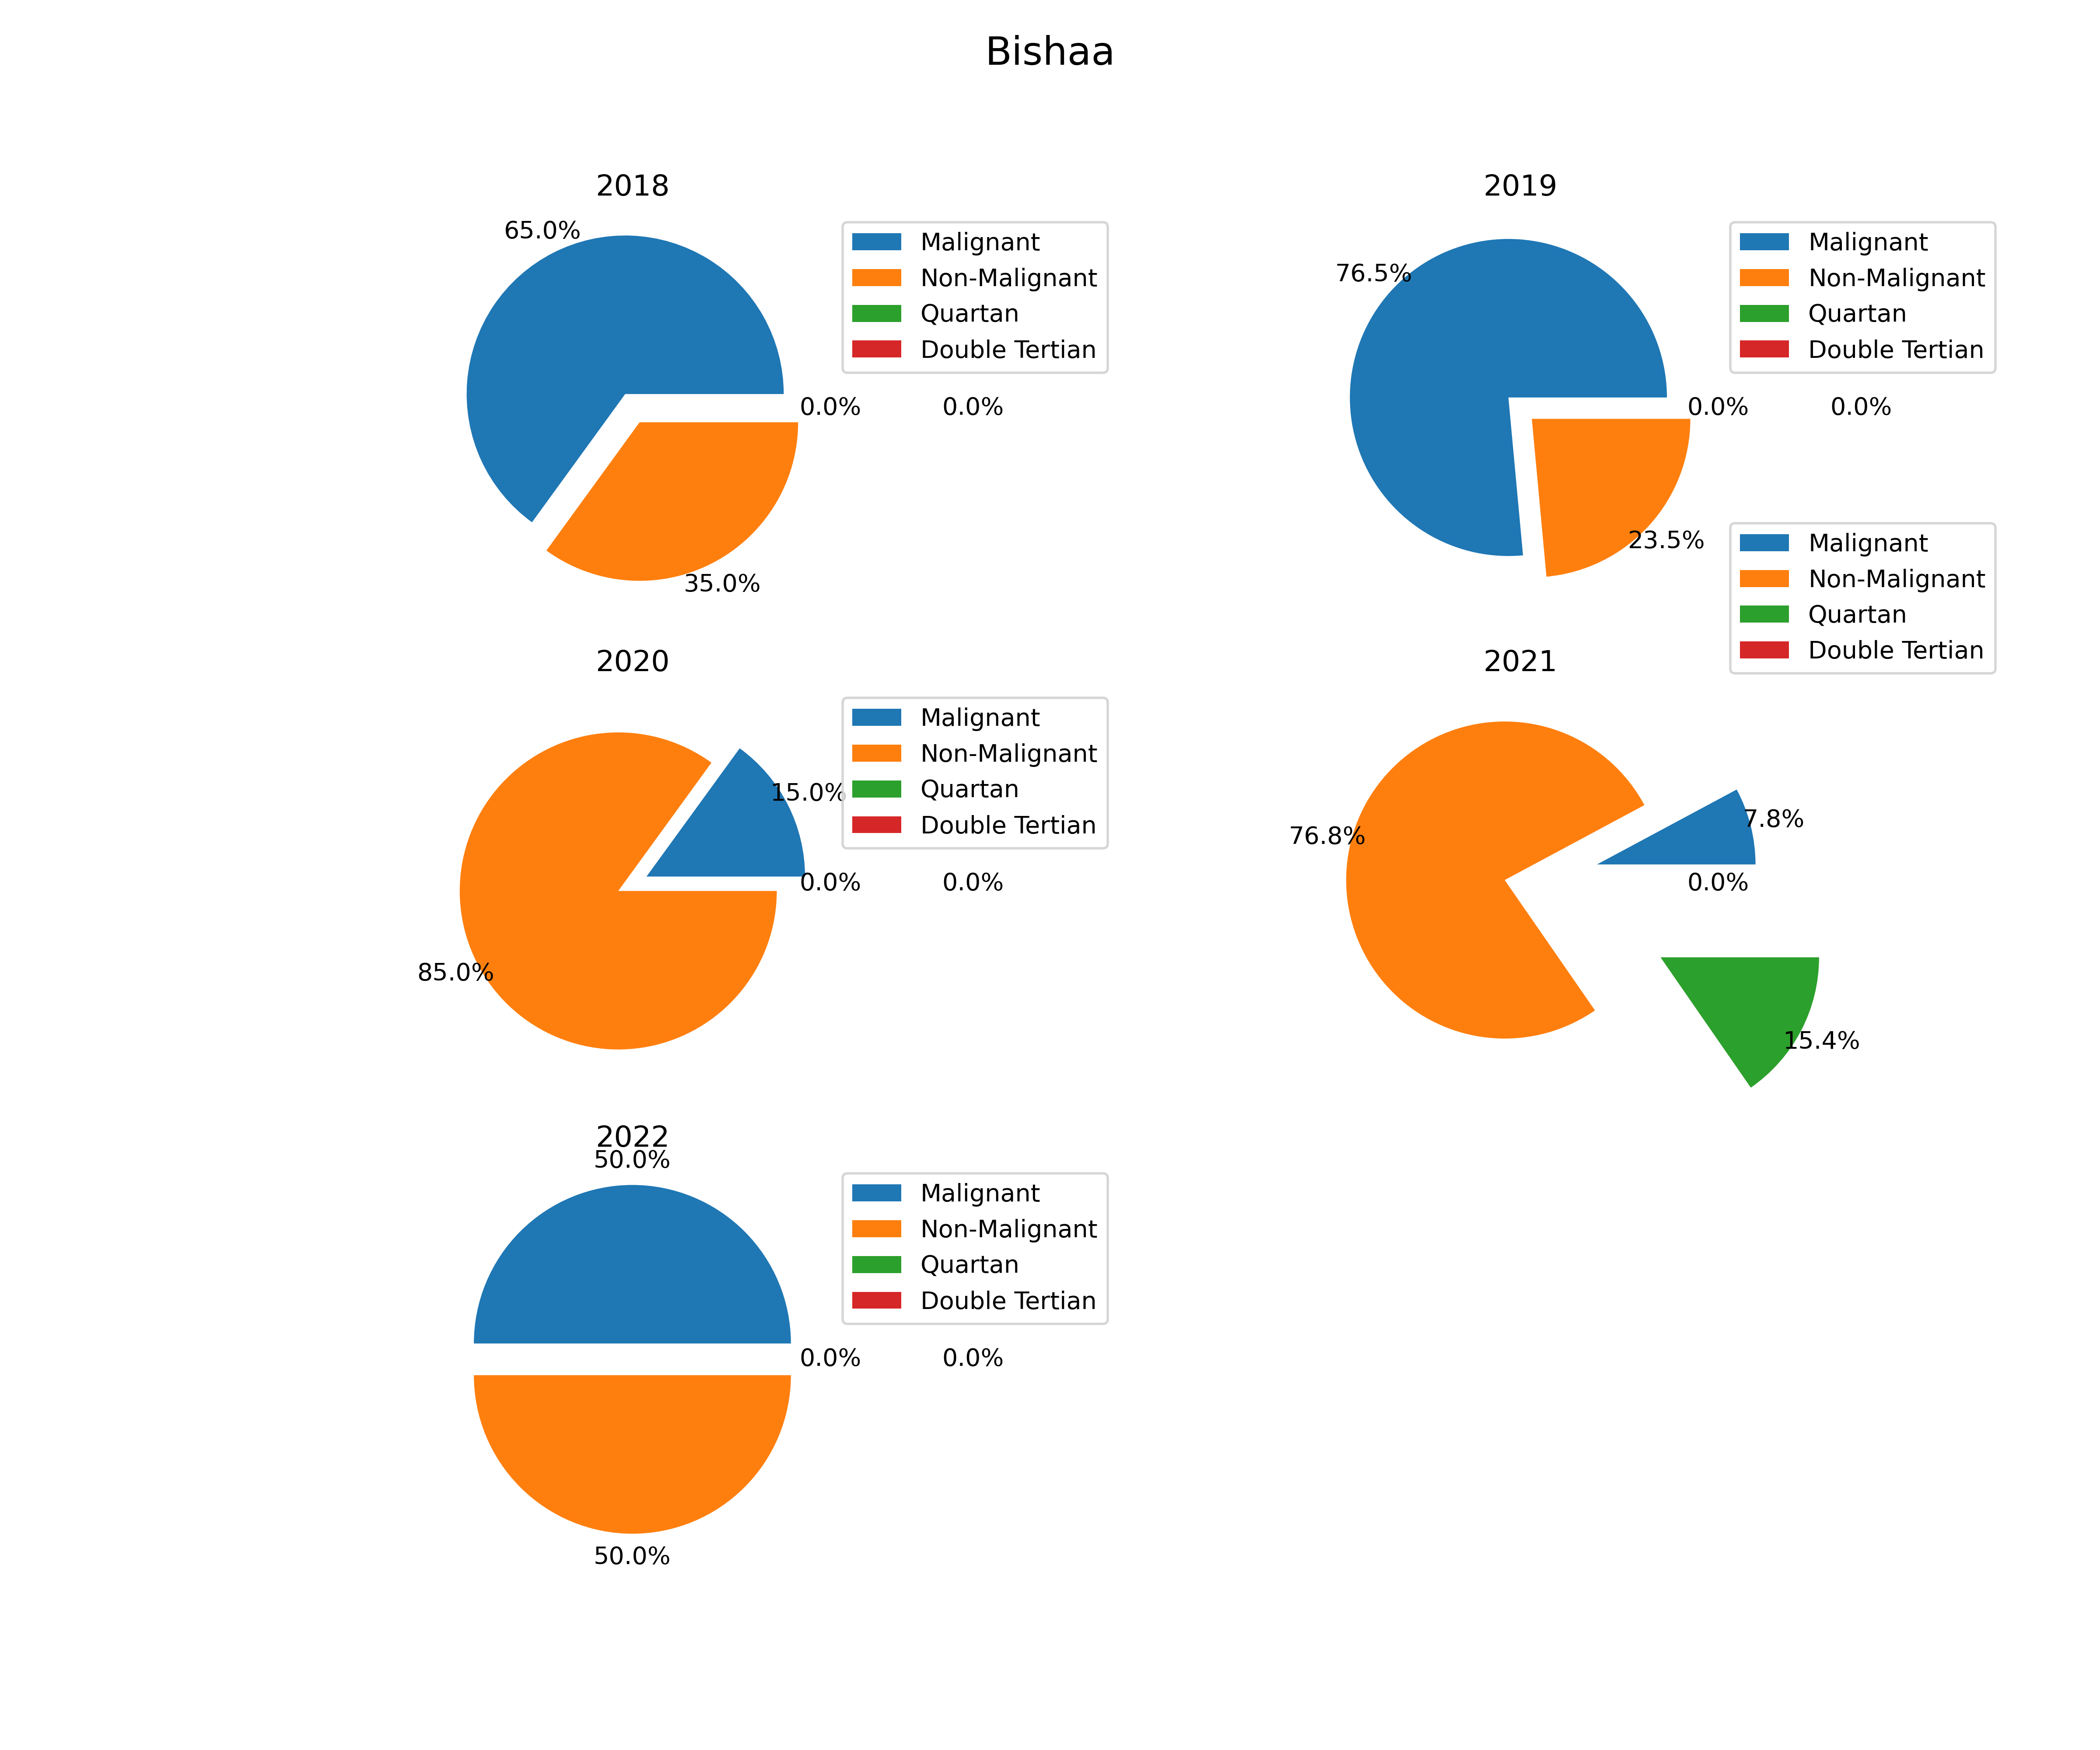 Bishaa
2018
65.0%
35.0%
0.0%
0.0%
Malignant
Non-Malignant
Quartan
Double Tertian
2019
76.5%
23.5%
0.0%
0.0%
Malignant
Non-Malignant
Quartan
Double Tertian
2020
15.0%
85.0%
0.0%
0.0%
Malignant
Non-Malignant
Quartan
Double Tertian
2021
7.8%
76.8%
15.4%
0.0%
Malignant
Non-Malignant
Quartan
Double Tertian
2022
50.0%
50.0%
0.0%
0.0%
Malignant
Non-Malignant
Quartan
Double Tertian